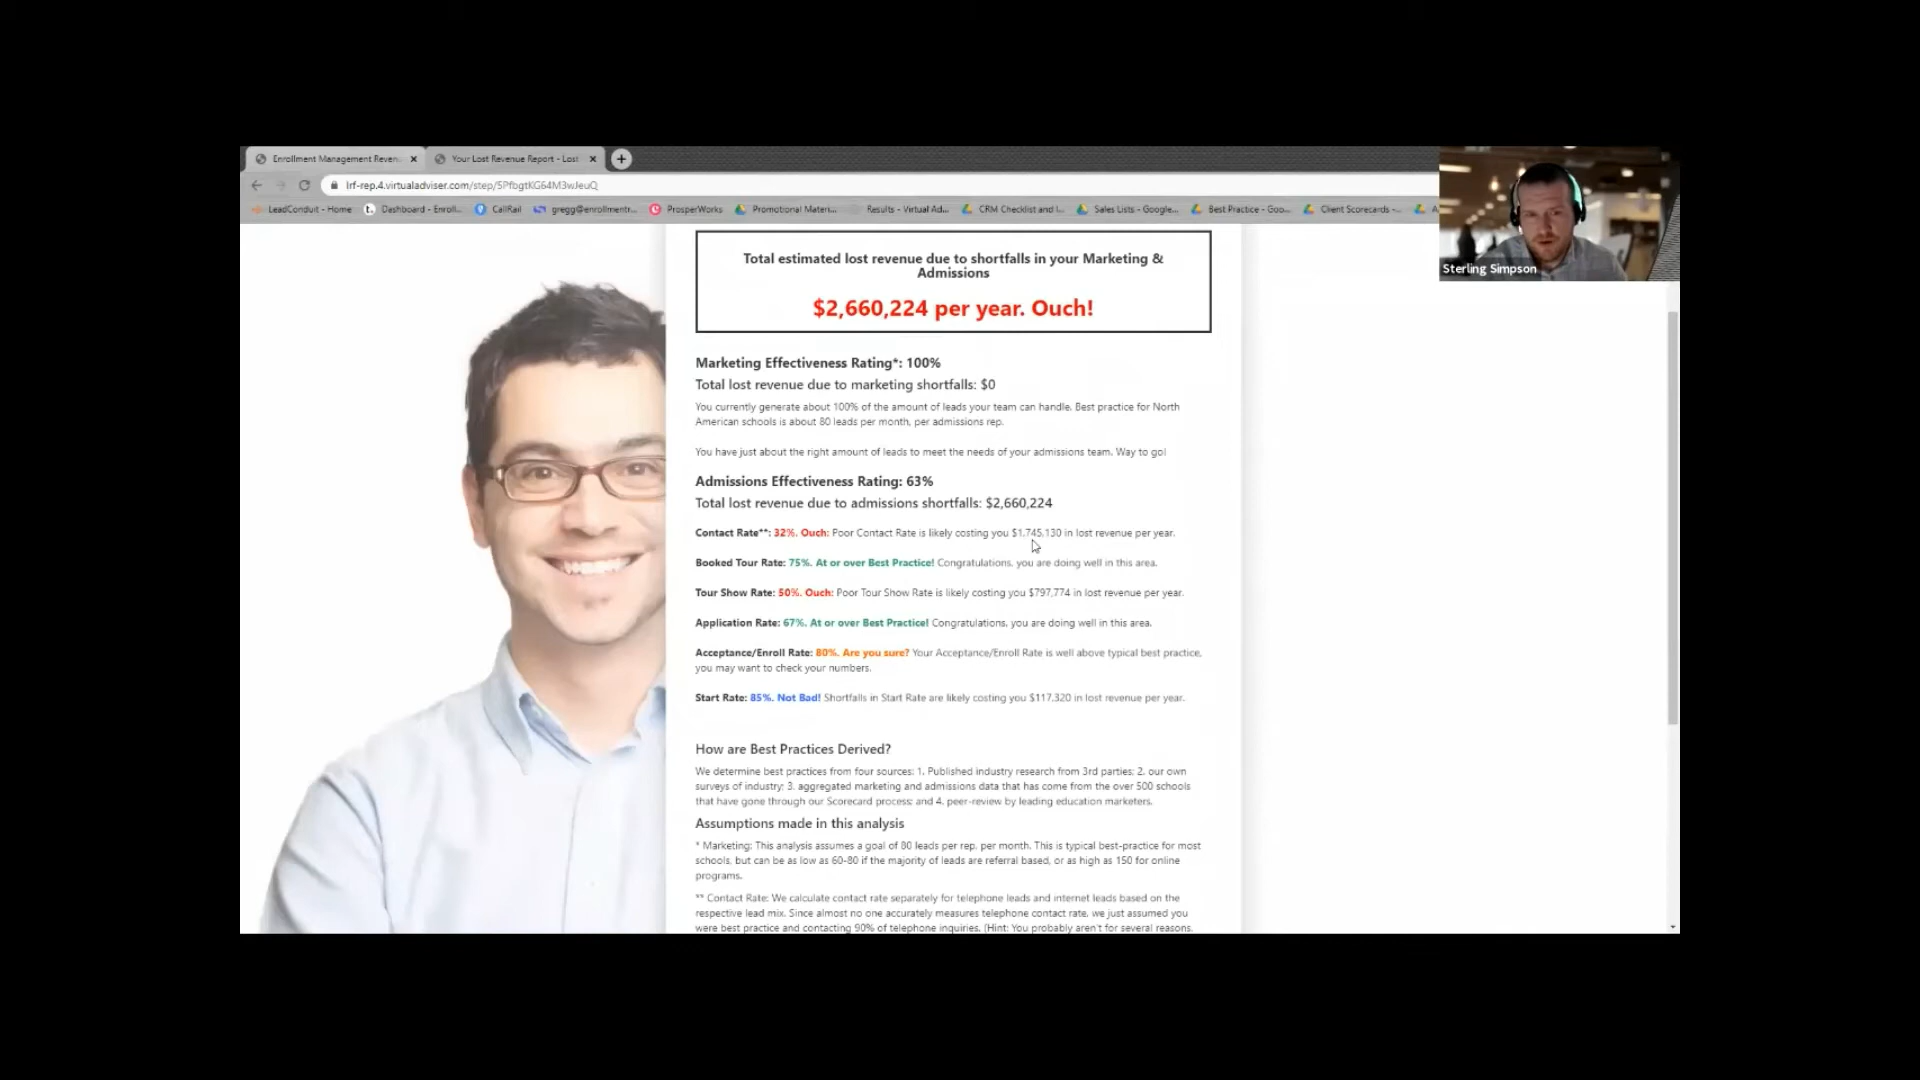 Enrollment Management Reven
Your Lost Revenue Report - Lost
lrf-rep.4.virtualadviser.com/step/5PfbgtKG64M3wJeuQ
LeadConduit - Home
Dashboard - Enroll...
CallRail
gregg@enrollmentr...
ProsperWorks
Promotional Materi...
Results - Virtual Ad...
CRM Checklist and I...
Sales Lists - Google...
Best Practice - Goo...
Client Scorecards -...
Sterling Simpson
Total estimated lost revenue due to shortfalls in your Marketing &
Admissions
$2,660,224 per year. Ouch!
Marketing Effectiveness Rating*: 100%
Total lost revenue due to marketing shortfalls: $0
You currently generate about 100% of the amount of leads your team can handle. Best practice for North
American schools is about 80 leads per month, per admissions rep.
You have just about the right amount of leads to meet the needs of your admissions team. Way to go!
Admissions Effectiveness Rating: 63%
Total lost revenue due to admissions shortfalls: $2,660,224
Contact Rate**: 32%. Ouch: Poor Contact Rate is likely costing you $1,745,130 in lost revenue per year.
Booked Tour Rate: 75%. At or over Best Practice! Congratulations, you are doing well in this area.
Tour Show Rate: 50%. Ouch: Poor Tour Show Rate is likely costing you $797,774 in lost revenue per year.
Application Rate: 67%. At or over Best Practice! Congratulations, you are doing well in this area.
Acceptance/Enroll Rate: 80%. Are you sure? Your Acceptance/Enroll Rate is well above typical best practice,
you may want to check your numbers.
Start Rate: 85%. Not Bad! Shortfalls in Start Rate are likely costing you $117,320 in lost revenue per year.
How are Best Practices Derived?
We determine best practices from four sources: 1. Published industry research from 3rd parties; 2. our own
surveys of industry; 3. aggregated marketing and admissions data that has come from the over 500 schools
that have gone through our Scorecard process; and 4. peer-review by leading education marketers.
Assumptions made in this analysis
* Marketing: This analysis assumes a goal of 80 leads per rep, per month. This is typical best-practice for most
schools, but can be as low as 60-80 if the majority of leads are referral based, or as high as 150 for online
programs.
** Contact Rate: We calculate contact rate separately for telephone leads and internet leads based on the
respective lead mix. Since almost no one accurately measures telephone contact rate, we just assumed you
were best practice and contacting 90% of telephone inquiries. (Hint: You probably aren't for several reasons.